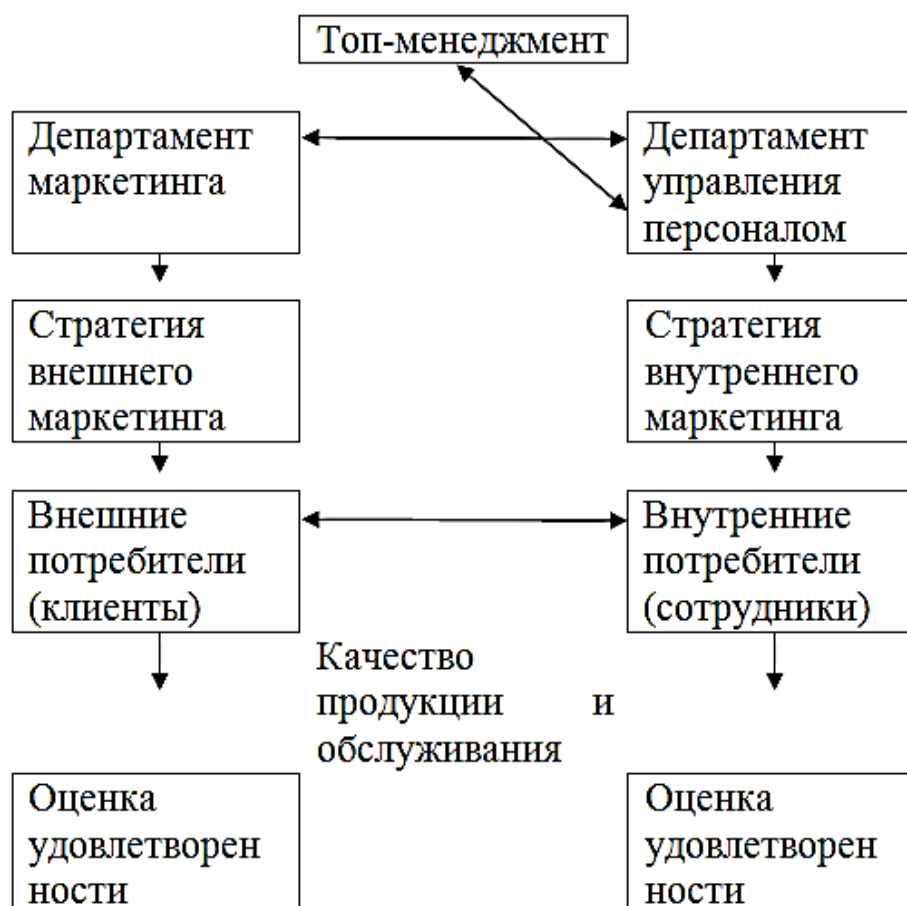 Топ-менеджмент
Департамент
маркетинга
Департамент
управления
персоналом
Стратегия
внешнего
маркетинга
Стратегия
внутреннего
маркетинга
Внешние
потребители
(клиенты)
Внутренние
потребители
(сотрудники)
Качество
продукции и
обслуживания
Оценка
удовлетворен
ности
Оценка
удовлетворен
ности